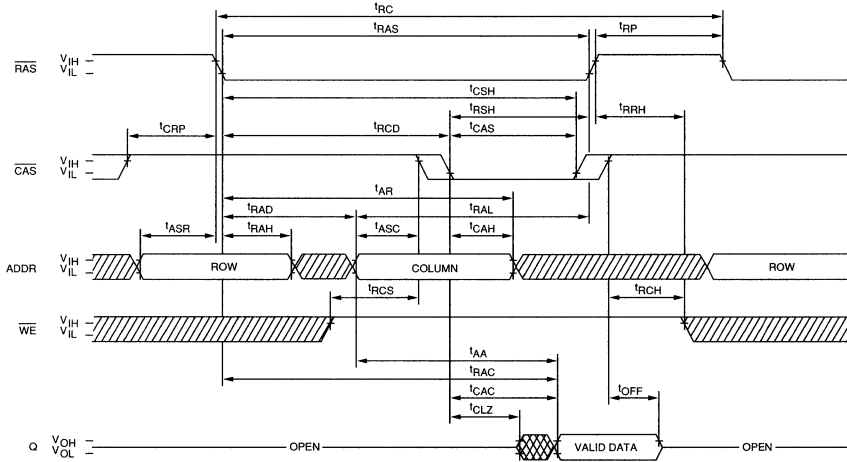 tRC
tRAS
tRP
RAS
VIH
VIL
tCSH
tRSH
tRRH
tCRP
tRCD
tCAS
CAS
VIH
VIL
tAR
tRAD
tRAL
tASR
tRAH
tASC
tCAH
ADDR
VIH
VIL
ROW
COLUMN
ROW
tRCS
tRCH
WE
VIH
VIL
tAA
tRAC
tCAC
tOFF
tCLZ
Q
VOH
VOL
OPEN
VALID DATA
OPEN